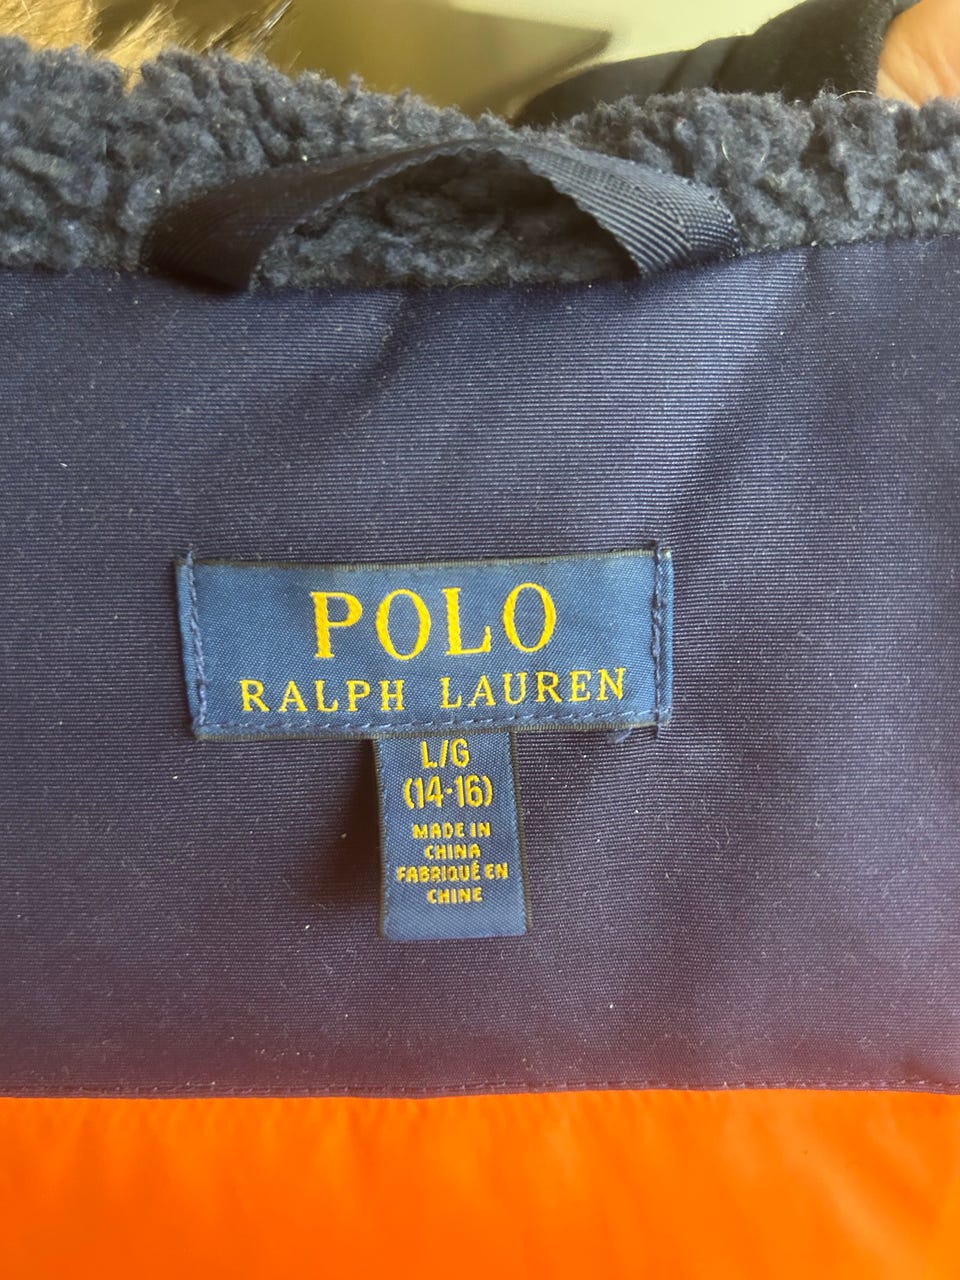 POLO
RALPH LAUREN
L/G
(14-16)
MADE IN
CHINA
FABRIQUÉ EN
CHINE